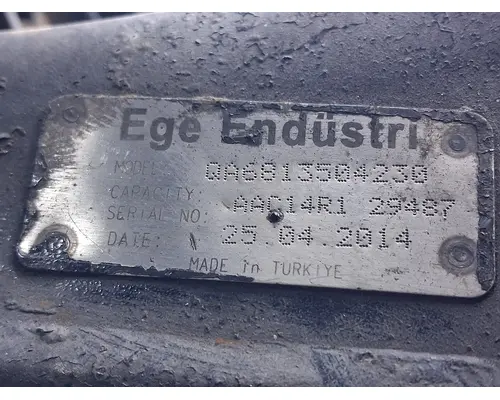 Ege Endüstri
MODEL: QA6813504230
CAPACITY:
SERIAL NO: AAC14R1 29487
DATE: 25.04.2014
MADE in TURKIYE